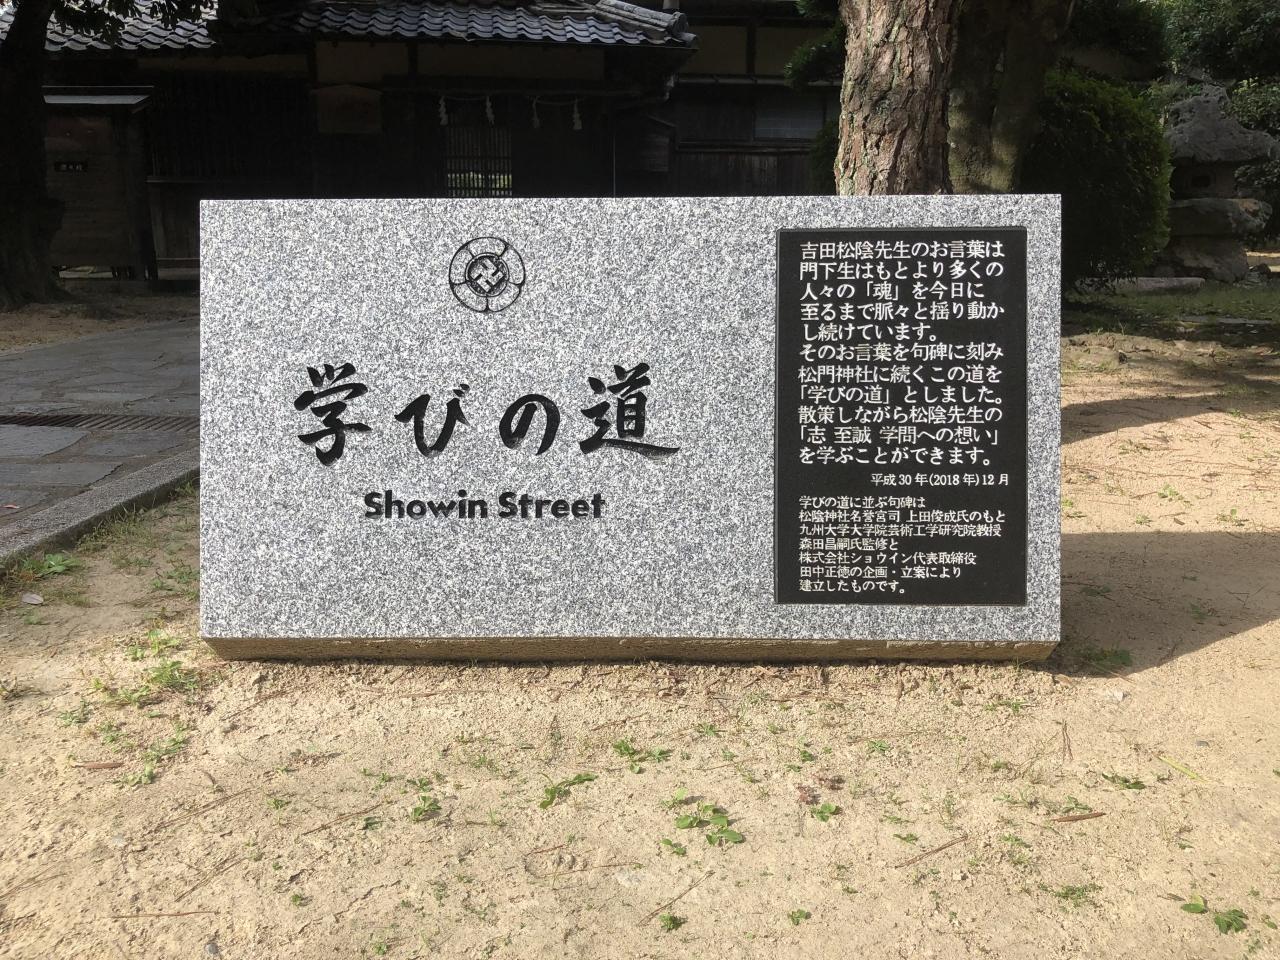 学びの道
Showin Street
吉田松陰先生のお言葉は
門下生はもとより多くの
人々の「魂」を今日に
至るまで脈々と揺り動か
し続けています。
そのお言葉を句碑に刻み
松門神社に続くこの道を
「学びの道」としました。
散策しながら松陰先生の
「志 至誠 学問への想い」
を学ぶことができます。
平成30年(2018年)12月
学びの道に並ぶ句碑は
松陰神社名誉宮司 上田俊成氏のもと
九州大学大学院芸術工学研究院教授
森田昌嗣氏監修と
株式会社ショウイン代表取締役
田中正徳の企画・立案により
建立したものです。